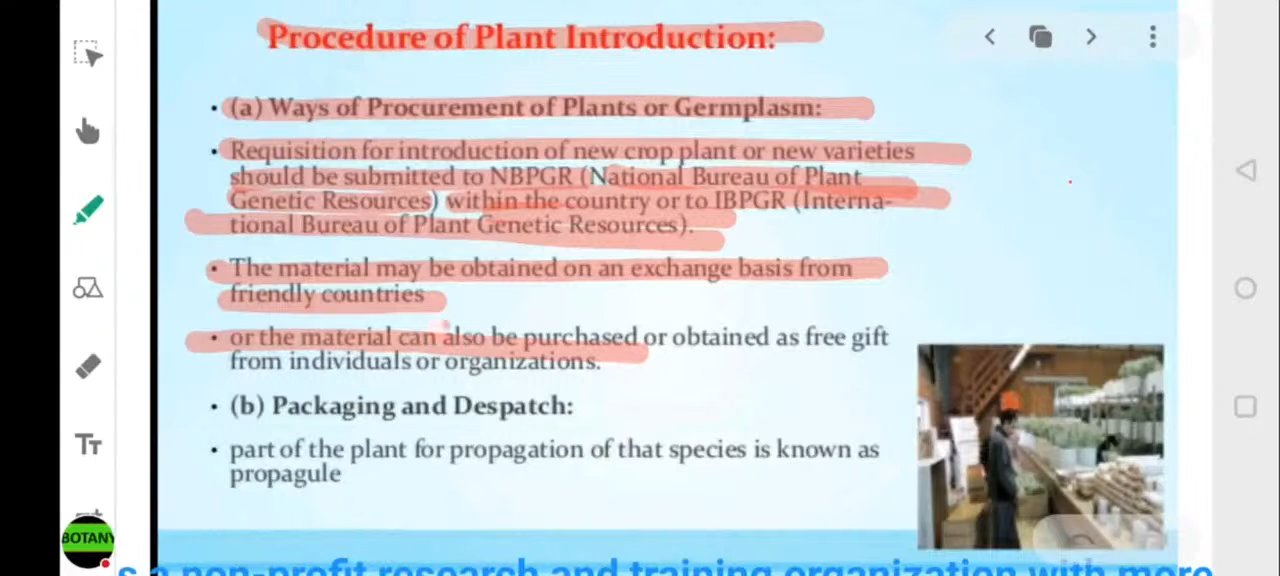 Procedure of Plant Introduction:
• (a) Ways of Procurement of Plants or Germplasm:
• Requisition for introduction of new crop plant or new varieties
should be submitted to NBPGR (National Bureau of Plant
Genetic Resources) within the country or to IBPGR (Interna-
tional Bureau of Plant Genetic Resources).
• The material may be obtained on an exchange basis from
friendly countries
• or the material can also be purchased or obtained as free gift
from individuals or organizations.
• (b) Packaging and Despatch:
• part of the plant for propagation of that species is known as
propagule
Tт
BOTANY
s a non-profit research and training organization with more